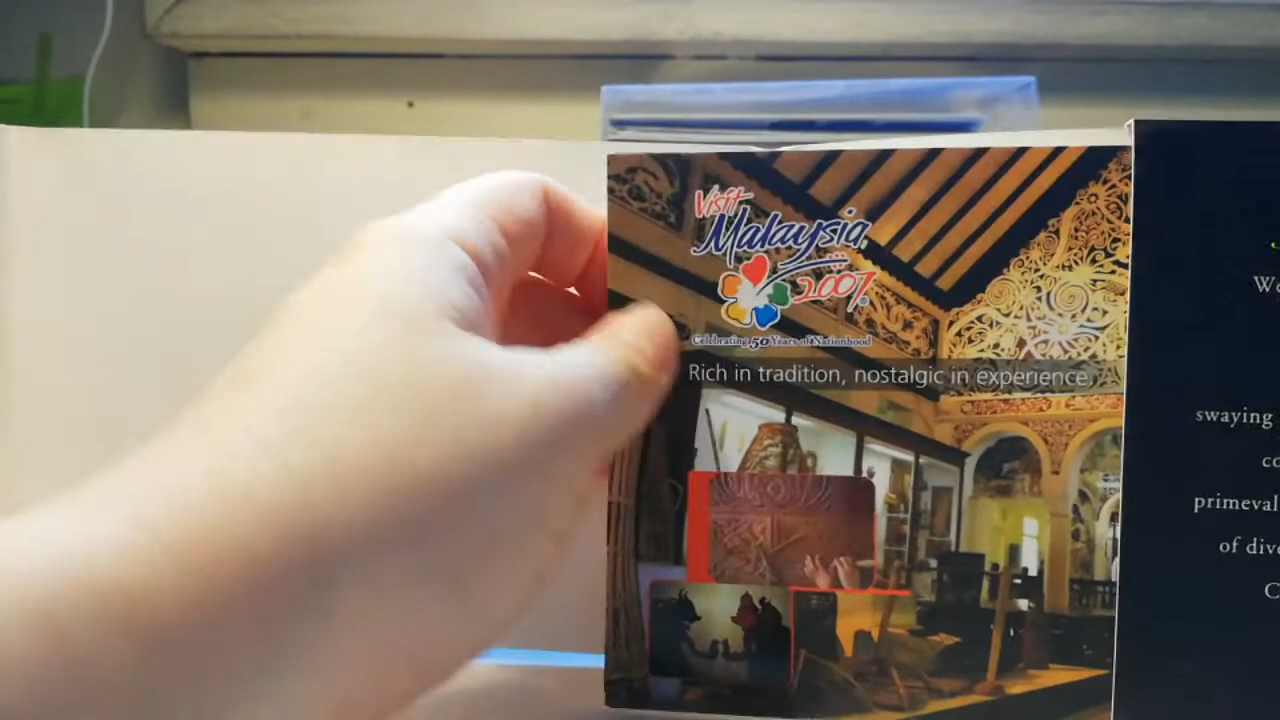 Visit
Malaysia
2007
Celebrating 50 Years of Nationhood
Rich in tradition, nostalgic in experience.
We
swaying
co
primeval
of dive
C